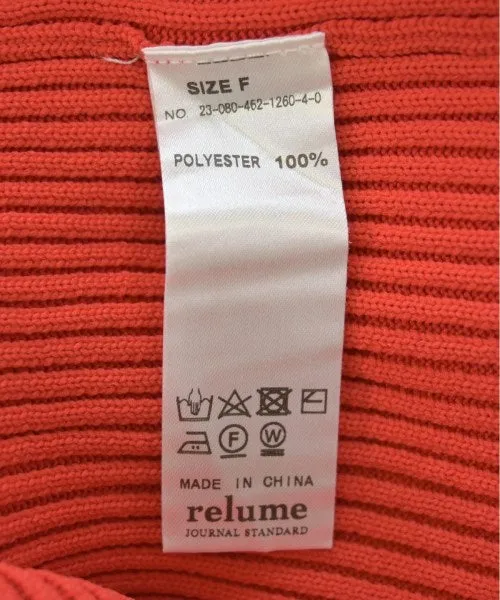 SIZE F
NO. 23-080-462-1260-4-0
POLYESTER 100%
F W
MADE IN CHINA
relume
JOURNAL STANDARD